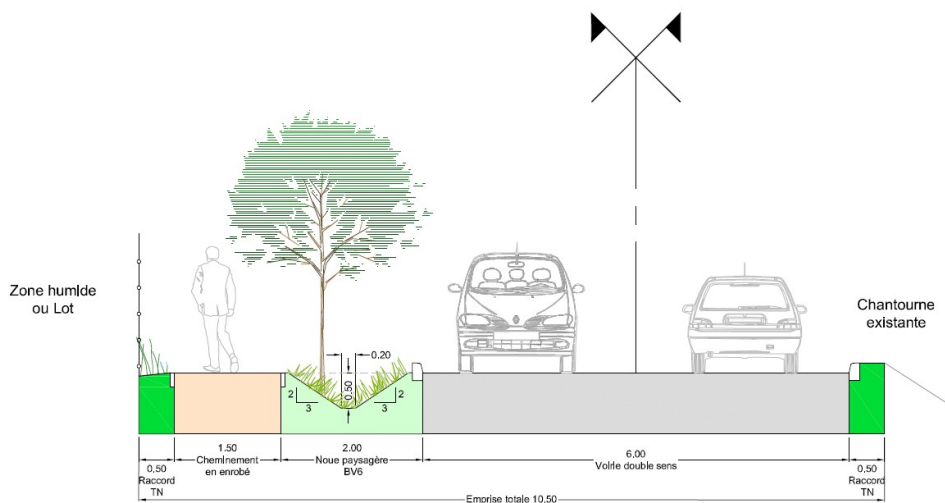 Zone humide
ou Lot
Chantourne
existante
0.20
0.50
2
3
3
2
0,50
Raccord
TN
1.50
Cheminement
en enrobé
2.00
Noue paysagère
BV6
6.00
Voirie double sens
0,50
Raccord
TN
Emprise totale 10,50